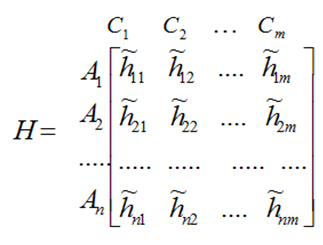 C₁ C₂ … Cₘ
A₁ h̃₁₁ h̃₁₂ .... h̃₁ₘ
H = A₂ h̃₂₁ h̃₂₂ .... h̃₂ₘ
..... ..... ..... ..... ....
Aₙ h̃ₙ₁ h̃ₙ₂ .... h̃ₙₘ